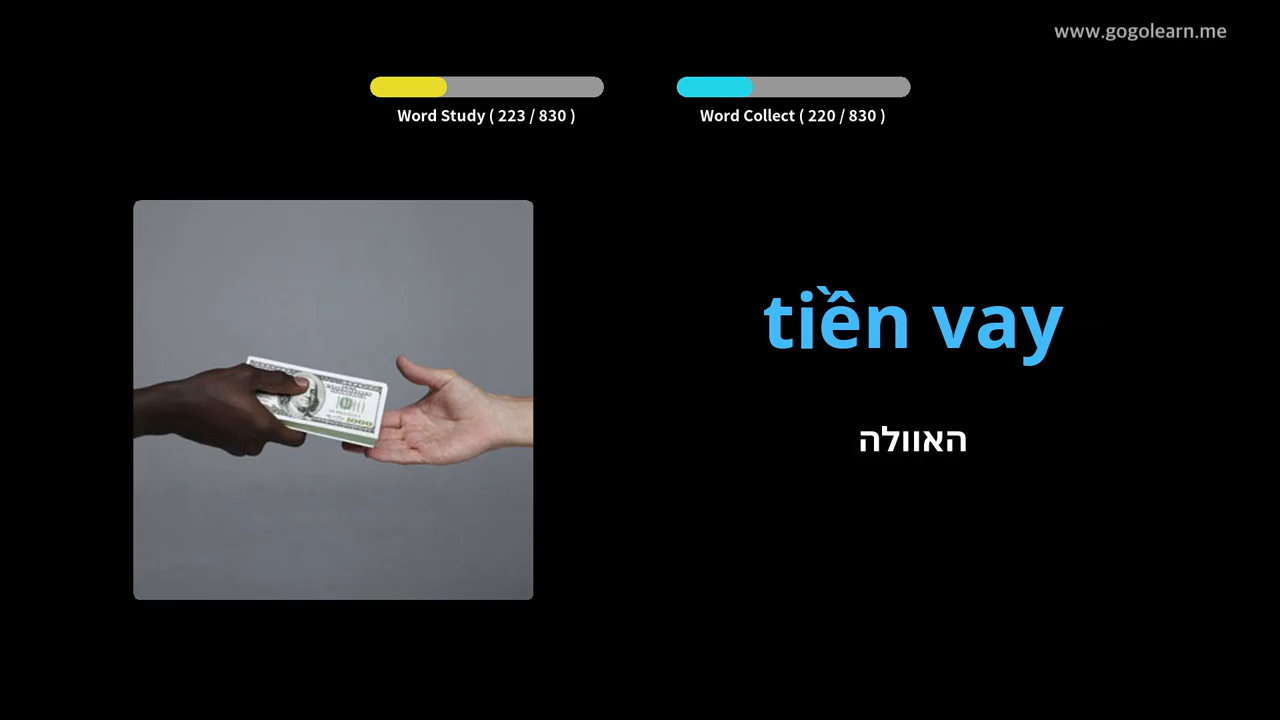 www.gogolearn.me
Word Study ( 223 / 830 )
Word Collect ( 220 / 830 )
tiền vay
האוולה